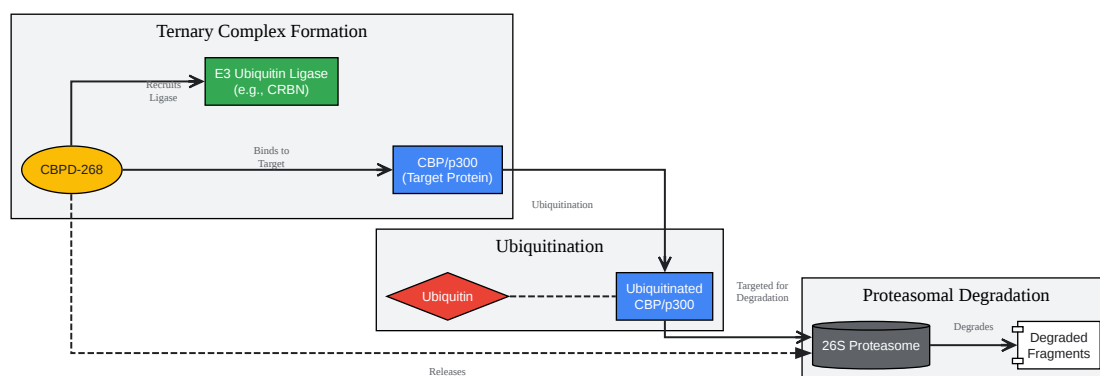 Ternary Complex Formation
E3 Ubiquitin Ligase
(e.g., CRBN)
Recruits
Ligase
CBPD-268
Binds to
Target
CBP/p300
(Target Protein)
Ubiquitination
Ubiquitination
Ubiquitin
Ubiquitinated
CBP/p300
Targeted for
Degradation
Proteasomal Degradation
26S Proteasome
Degrades
Degraded
Fragments
Releases